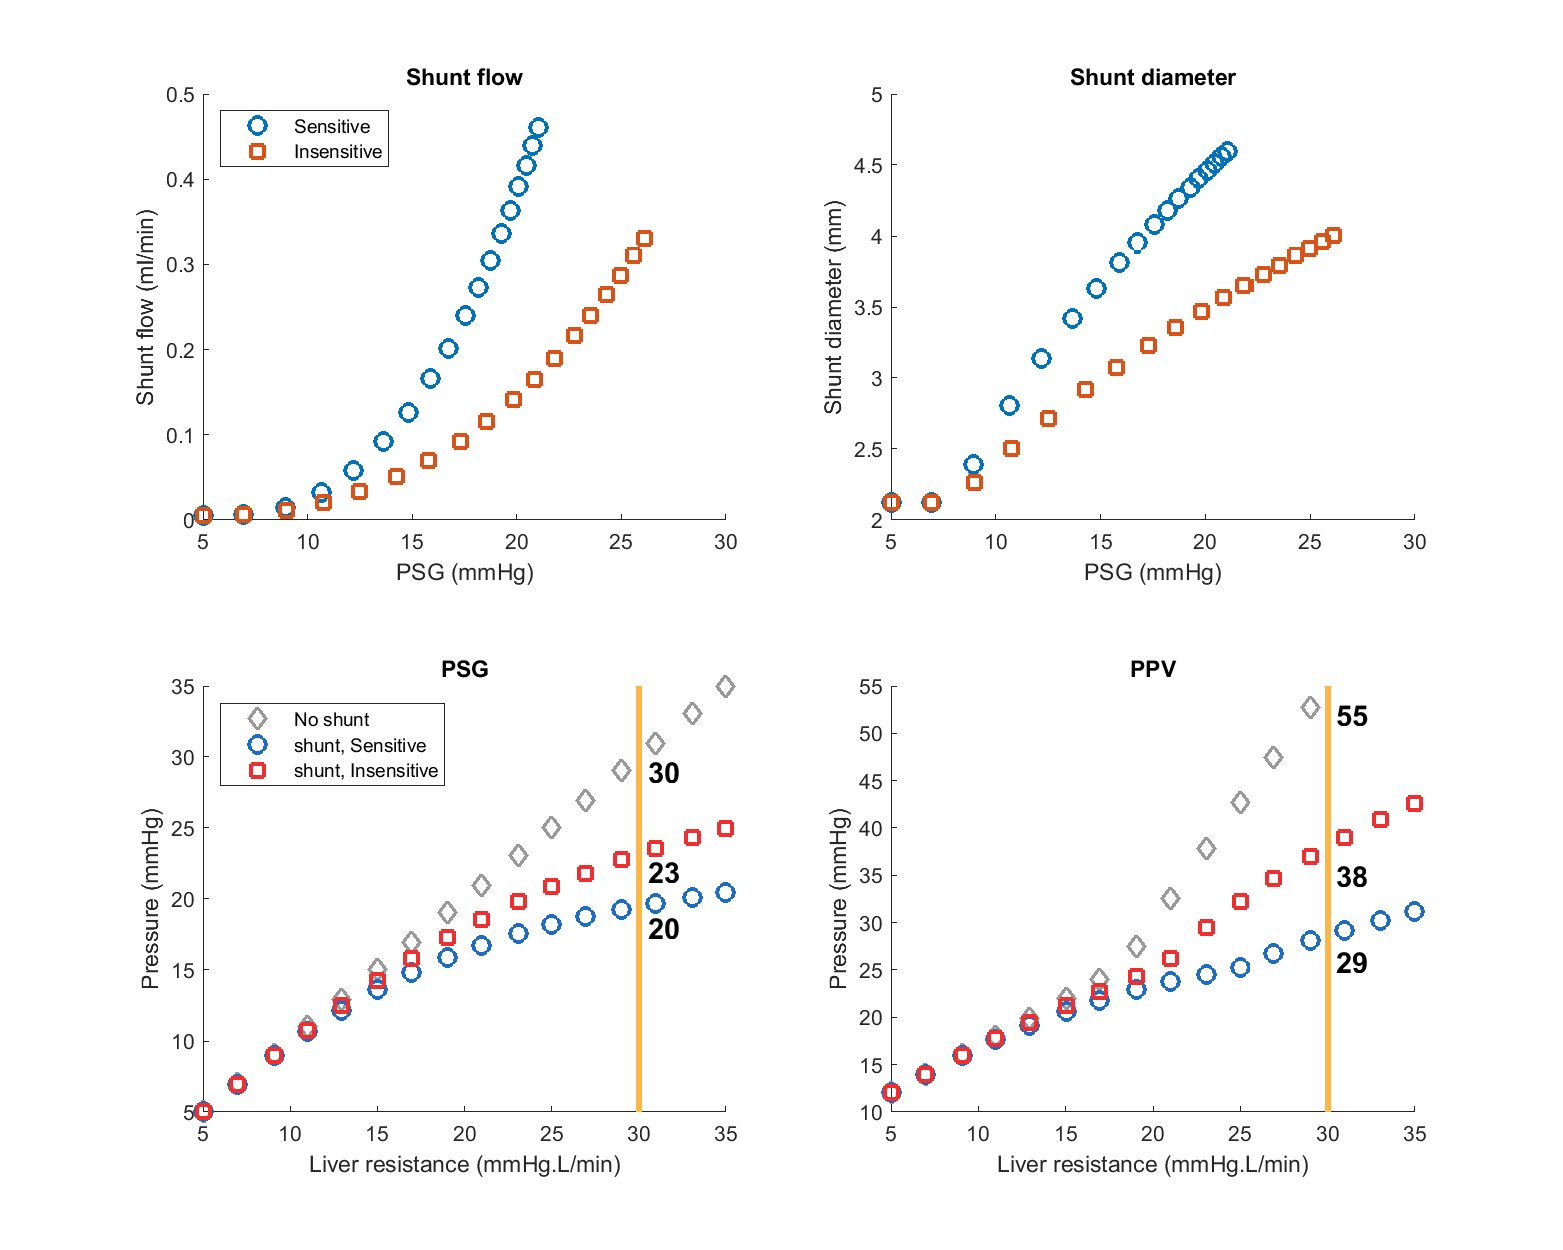 Shunt flow
0.5
0.4
0.3
0.2
0.1
0
Shunt flow (ml/min)
Sensitive
Insensitive
5 10 15 20 25 30
PSG (mmHg)
Shunt diameter
5
4.5
4
3.5
3
2.5
2
Shunt diameter (mm)
5 10 15 20 25 30
PSG (mmHg)
PSG
35
30
25
20
15
10
5
Pressure (mmHg)
No shunt
shunt, Sensitive
shunt, Insensitive
30
23
20
5 10 15 20 25 30 35
Liver resistance (mmHg.L/min)
PPV
55
50
45
40
35
30
25
20
15
10
Pressure (mmHg)
55
38
29
5 10 15 20 25 30 35
Liver resistance (mmHg.L/min)